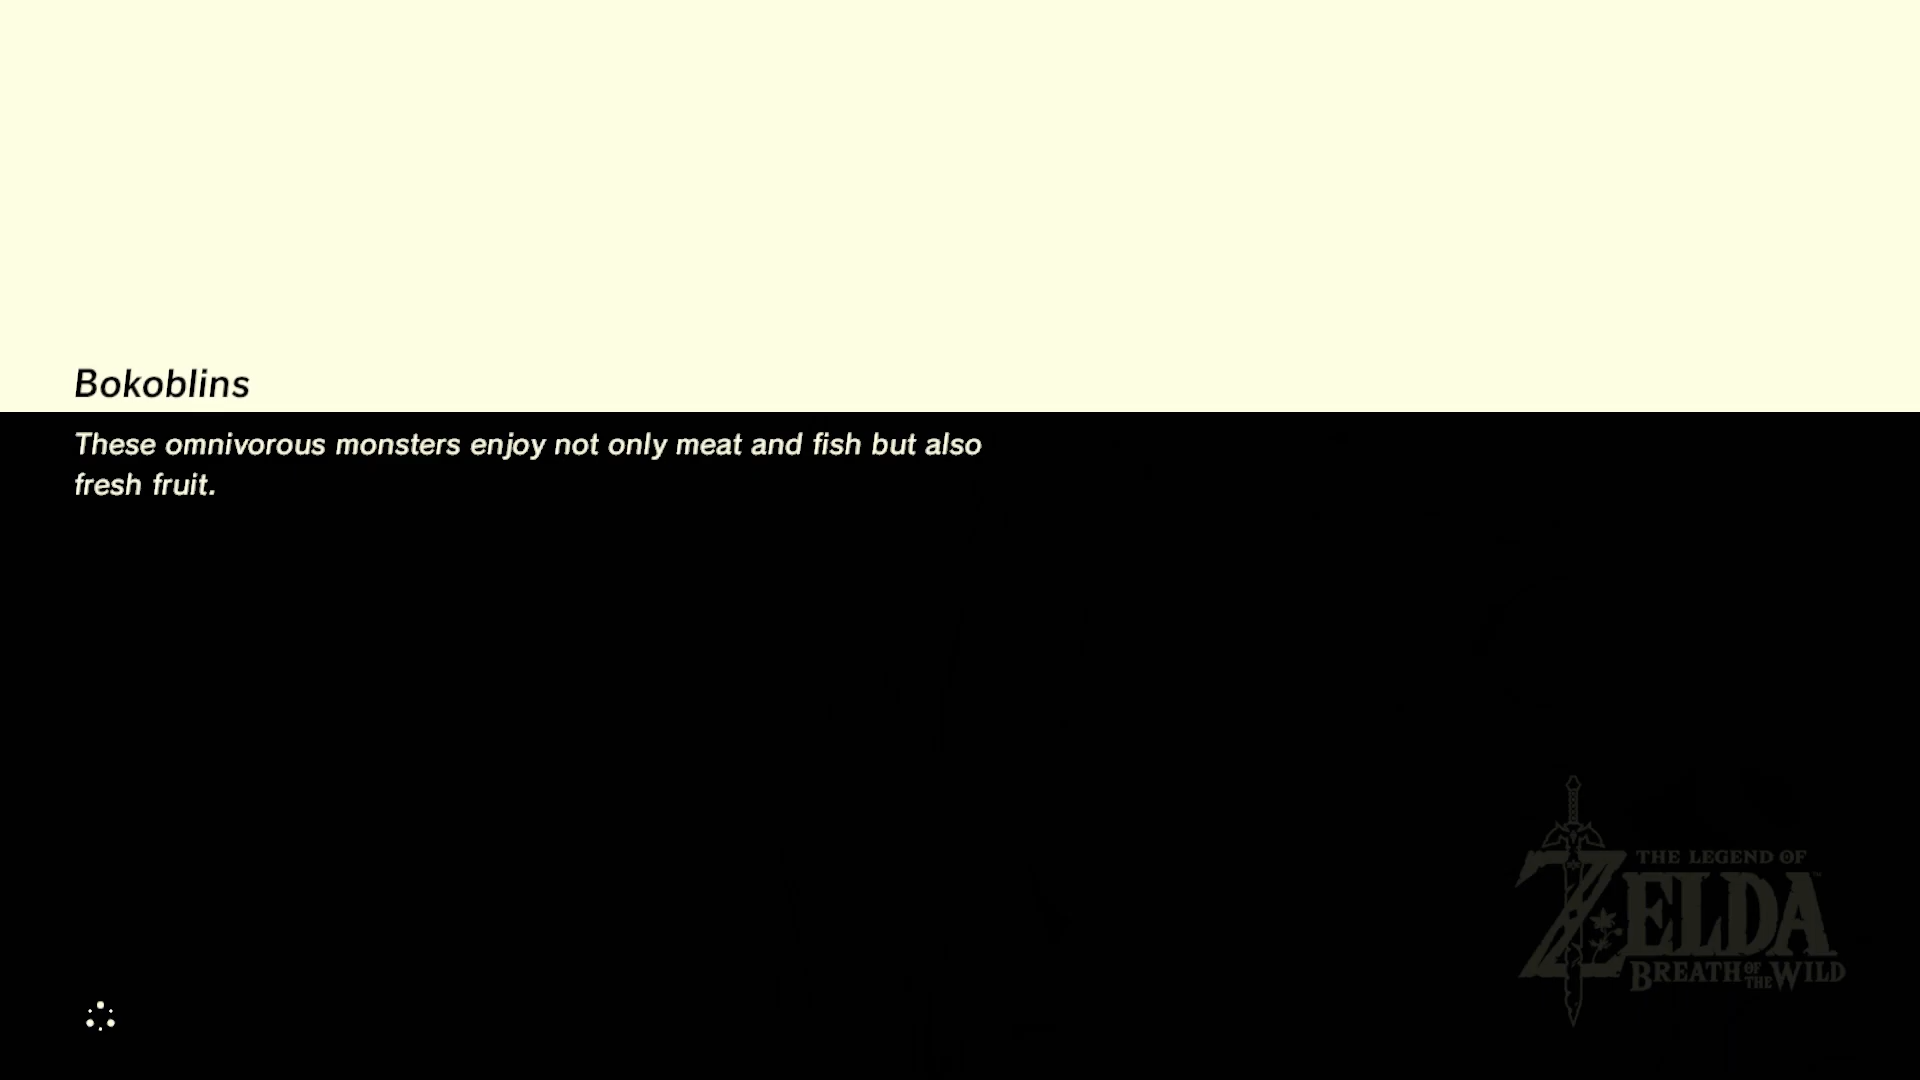 Bokoblins
These omnivorous monsters enjoy not only meat and fish but also
fresh fruit.
THE LEGEND OF
ZELDA
BREATH OF THE WILD